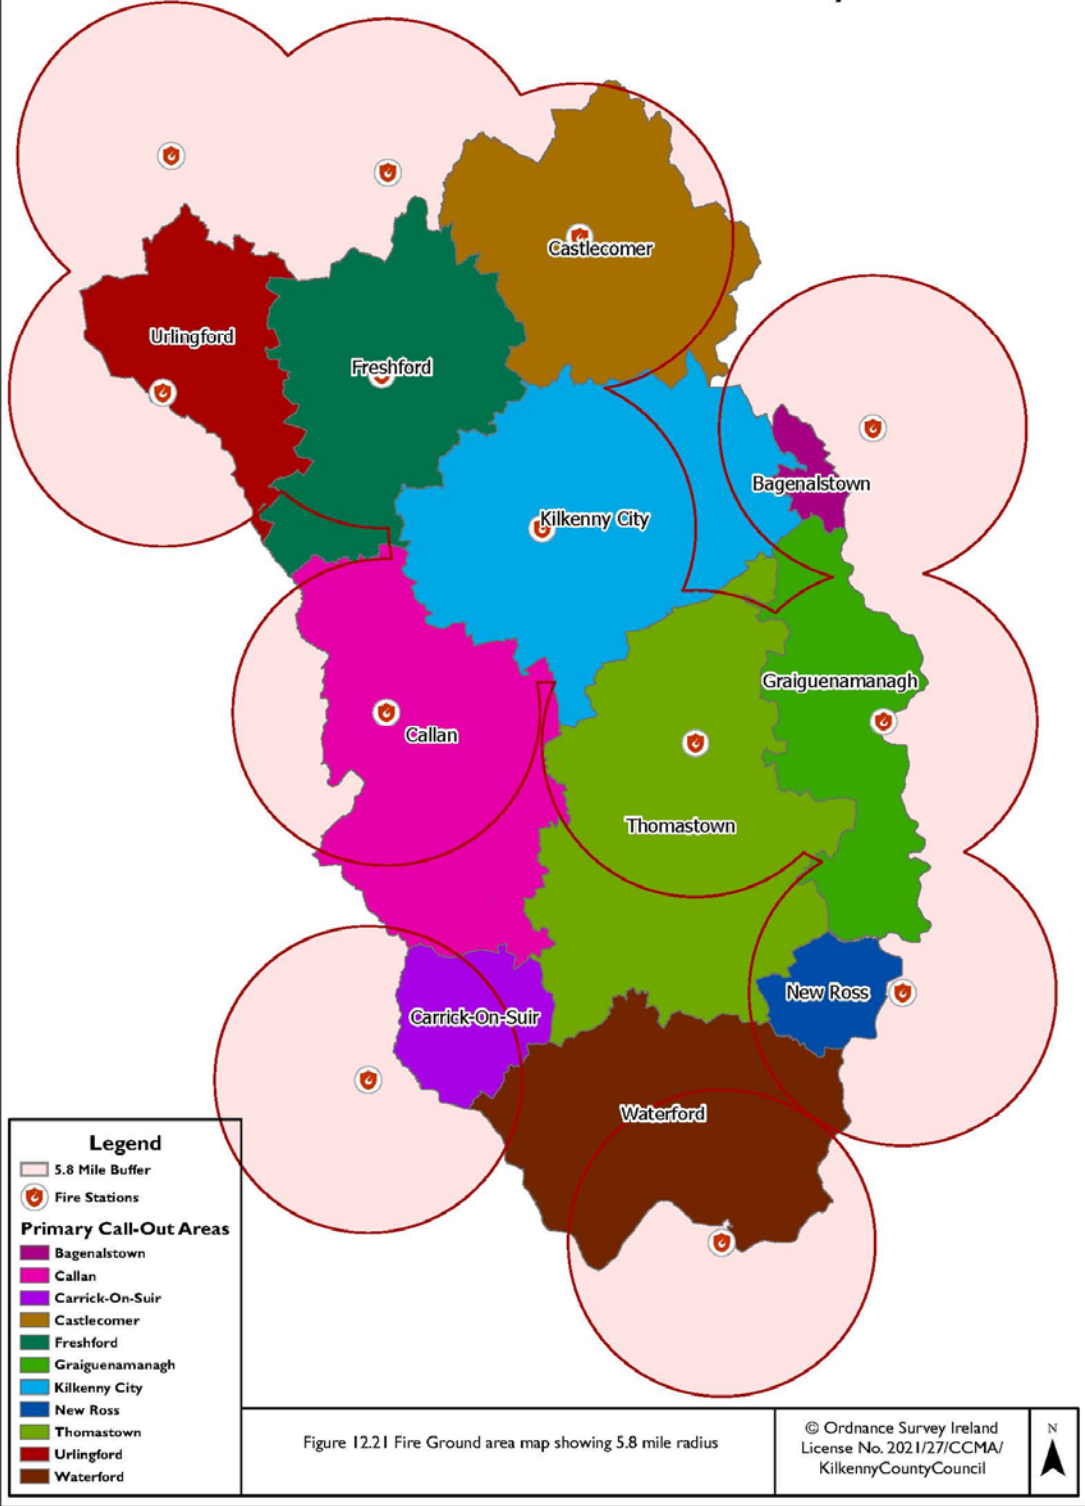 Castlecomer
Urlingford
Freshford
Bagenalstown
Kilkenny City
Graiguenamanagh
Callan
Thomastown
New Ross
Carrick-On-Suir
Waterford
Legend
5.8 Mile Buffer
Fire Stations
Primary Call-Out Areas
Bagenalstown
Callan
Carrick-On-Suir
Castlecomer
Freshford
Graiguenamanagh
Kilkenny City
New Ross
Thomastown
Urlingford
Waterford
Figure 12.21 Fire Ground area map showing 5.8 mile radius
© Ordnance Survey Ireland
License No. 2021/27/CCMA/
KilkennyCountyCouncil
N